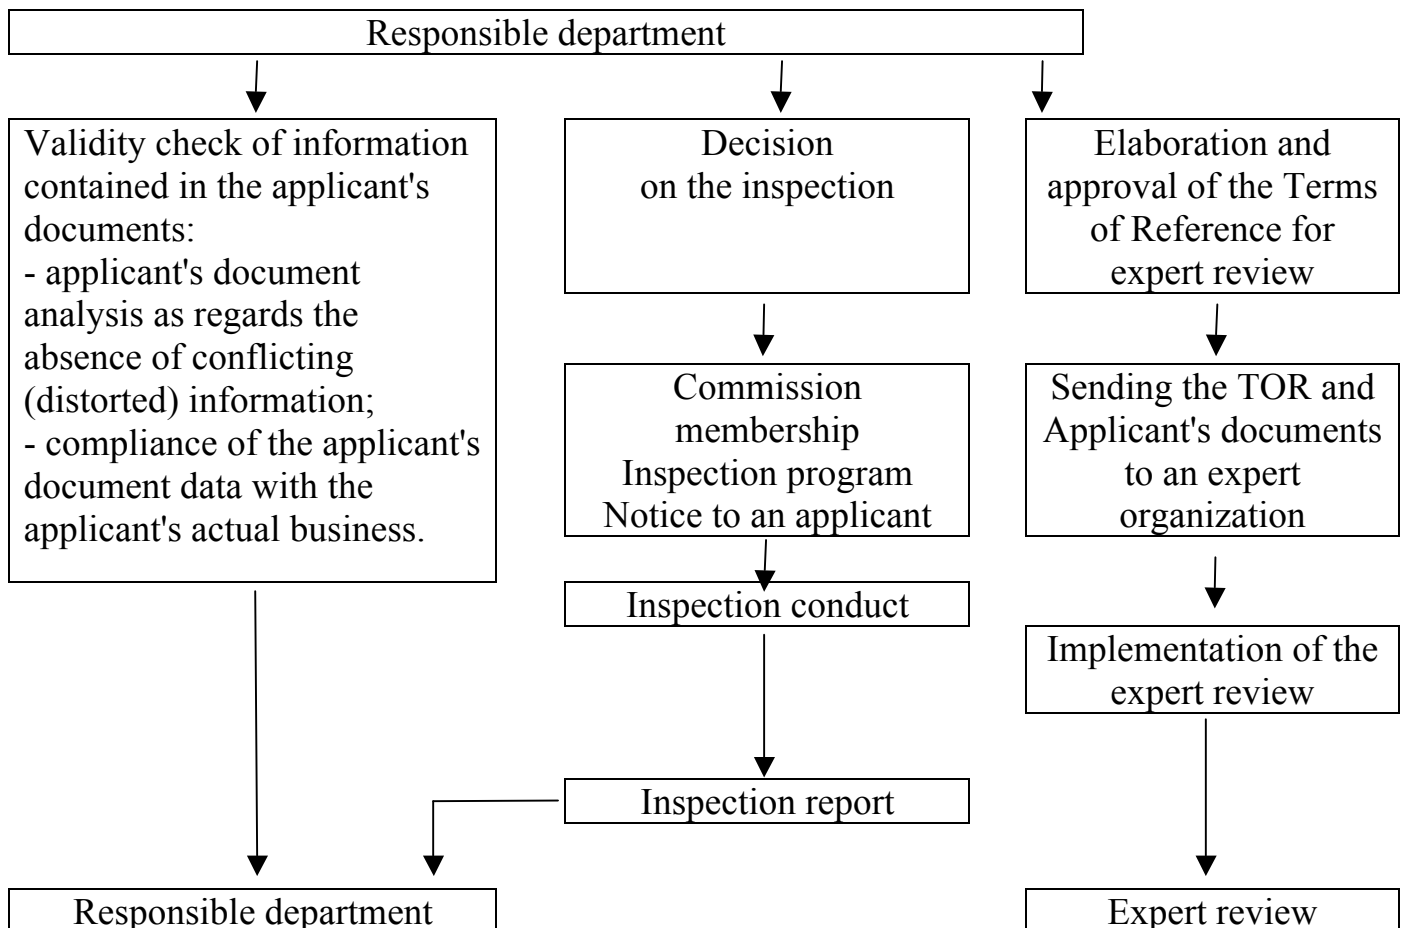 Responsible department
Validity check of information
contained in the applicant's
documents:
- applicant's document
analysis as regards the
absence of conflicting
(distorted) information;
- compliance of the applicant's
document data with the
applicant's actual business.
Decision
on the inspection
Elaboration and
approval of the Terms
of Reference for
expert review
Commission
membership
Inspection program
Notice to an applicant
Sending the TOR and
Applicant's documents
to an expert
organization
Inspection conduct
Implementation of the
expert review
Inspection report
Responsible department
Expert review